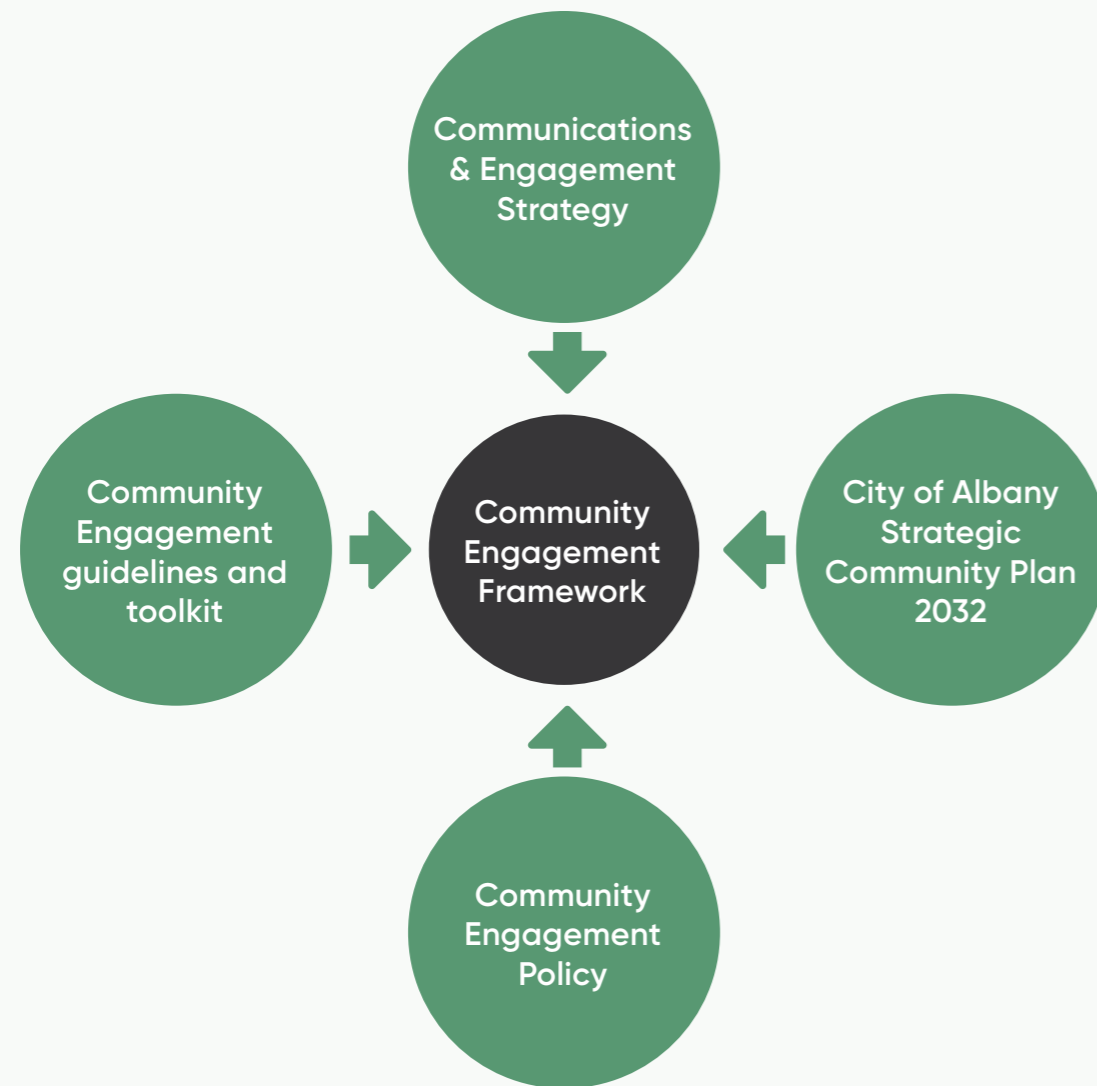 Communications
& Engagement
Strategy
Community
Engagement
guidelines and
toolkit
Community
Engagement
Framework
City of Albany
Strategic
Community Plan
2032
Community
Engagement
Policy